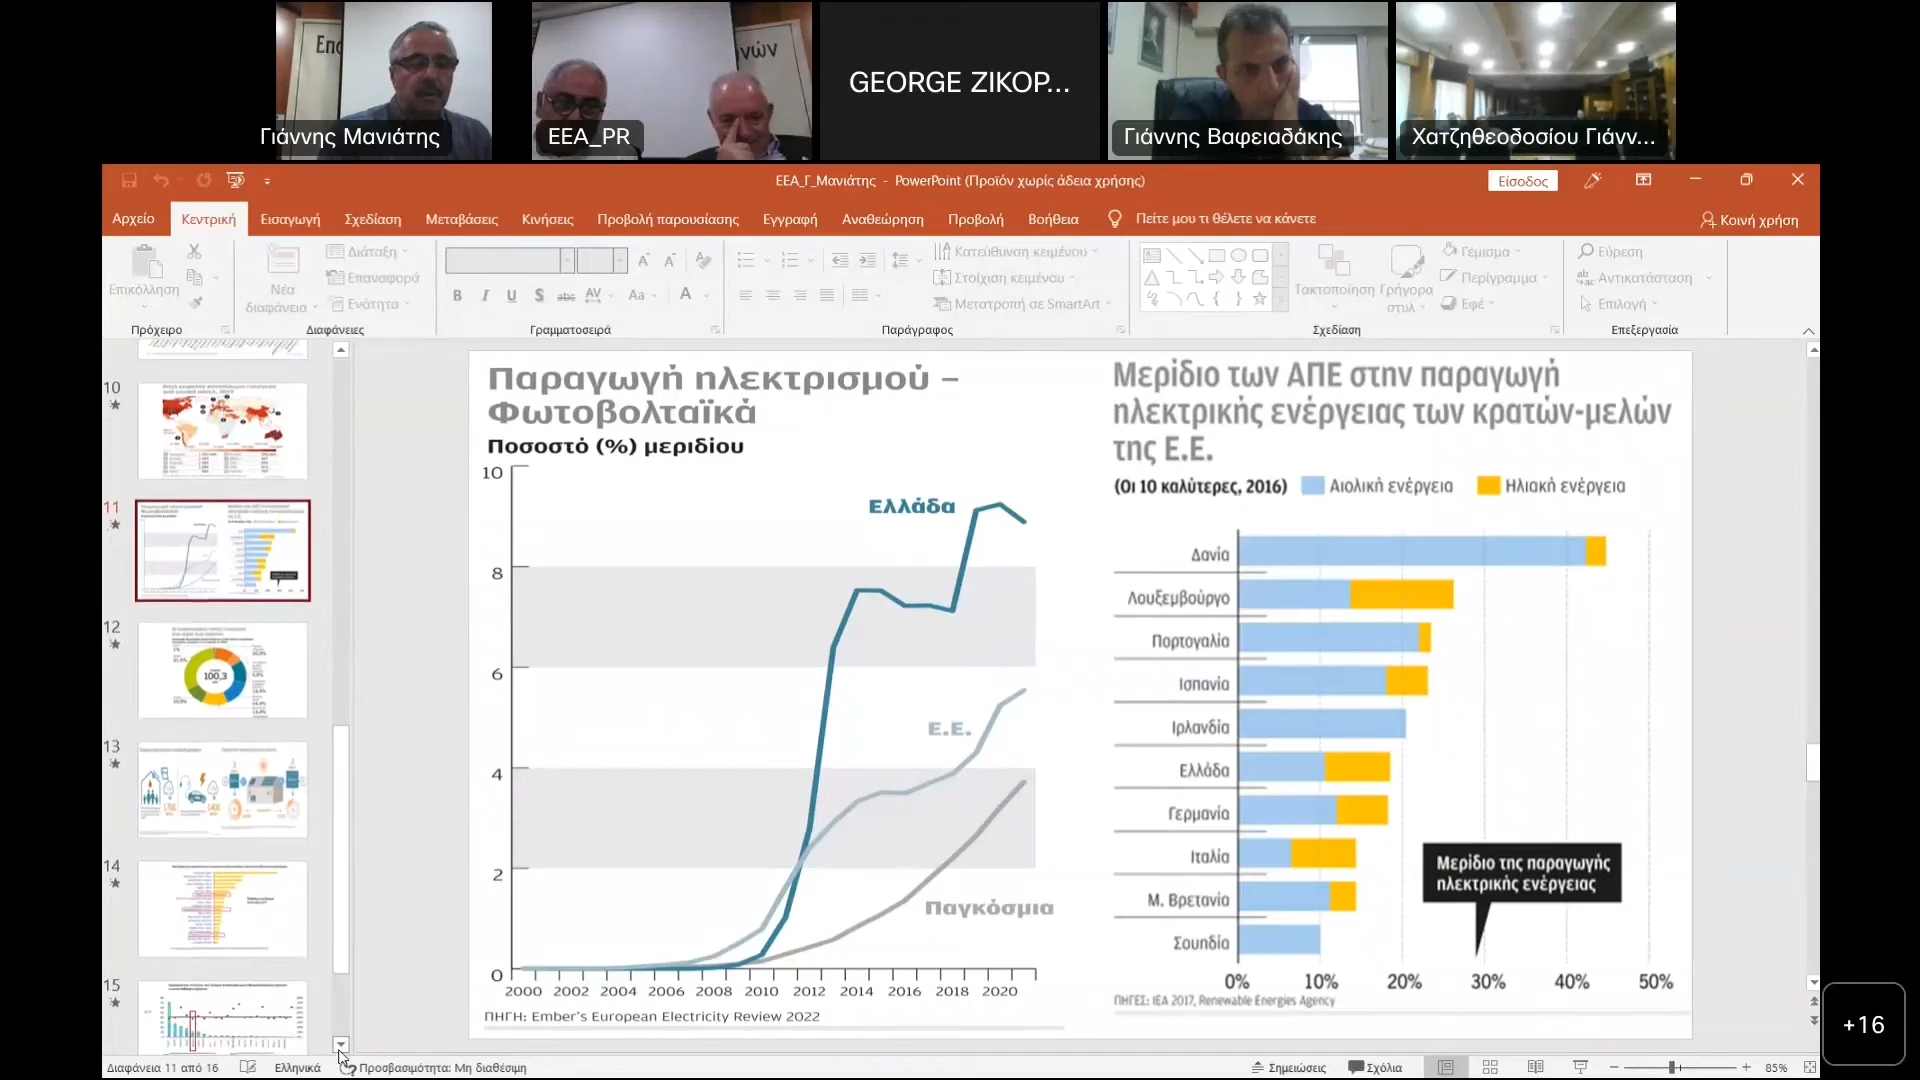 Επα
νών
Γιάννης Μανιάτης
EEA_PR
GEORGE ZIKOP...
Γιάννης Βαφειαδάκης
Χατζηθεοδοσίου Γιάνν...
ΕΕΑ_Γ_Μανιάτης - PowerPoint (Προϊόν χωρίς άδεια χρήσης)
Είσοδος
Αρχείο Κεντρική Εισαγωγή Σχεδίαση Μεταβάσεις Κινήσεις Προβολή παρουσίασης Εγγραφή Αναθεώρηση Προβολή Βοήθεια Πείτε μου τι θέλετε να κάνετε Κοινή χρήση
Επικόλληση
Νέα
διαφάνεια
Διάταξη
Επαναφορά
Ενότητα
Κατεύθυνση κειμένου
Στοίχιση κειμένου
Μετατροπή σε SmartArt
Τακτοποίηση
Γρήγορα
στυλ
Γέμισμα
Περίγραμμα
Εφέ
Εύρεση
Αντικατάσταση
Επιλογή
Πρόχειρο Διαφάνειες Γραμματοσειρά Παράγραφος Σχεδίαση Επεξεργασία
10
11
12
100,3
13
14
15
Παραγωγή ηλεκτρισμού –
Φωτοβολταϊκά
Ποσοστό (%) μεριδίου
10
8
6
4
2
0
Ελλάδα
Ε.Ε.
Παγκόσμια
2000 2002 2004 2006 2008 2010 2012 2014 2016 2018 2020
ΠΗΓΗ: Ember's European Electricity Review 2022
Μερίδιο των ΑΠΕ στην παραγωγή
ηλεκτρικής ενέργειας των κρατών-μελών
της Ε.Ε.
(Οι 10 καλύτερες, 2016) Αιολική ενέργεια Ηλιακή ενέργεια
Δανία
Λουξεμβούργο
Πορτογαλία
Ισπανία
Ιρλανδία
Ελλάδα
Γερμανία
Ιταλία
Μ. Βρετανία
Σουηδία
Μερίδιο της παραγωγής
ηλεκτρικής ενέργειας
0% 10% 20% 30% 40% 50%
ΠΗΓΕΣ: IEA 2017, Renewable Energies Agency
+16
Διαφάνεια 11 από 16 Ελληνικά Προσβασιμότητα: Μη διαθέσιμη Σημειώσεις Σχόλια 85%